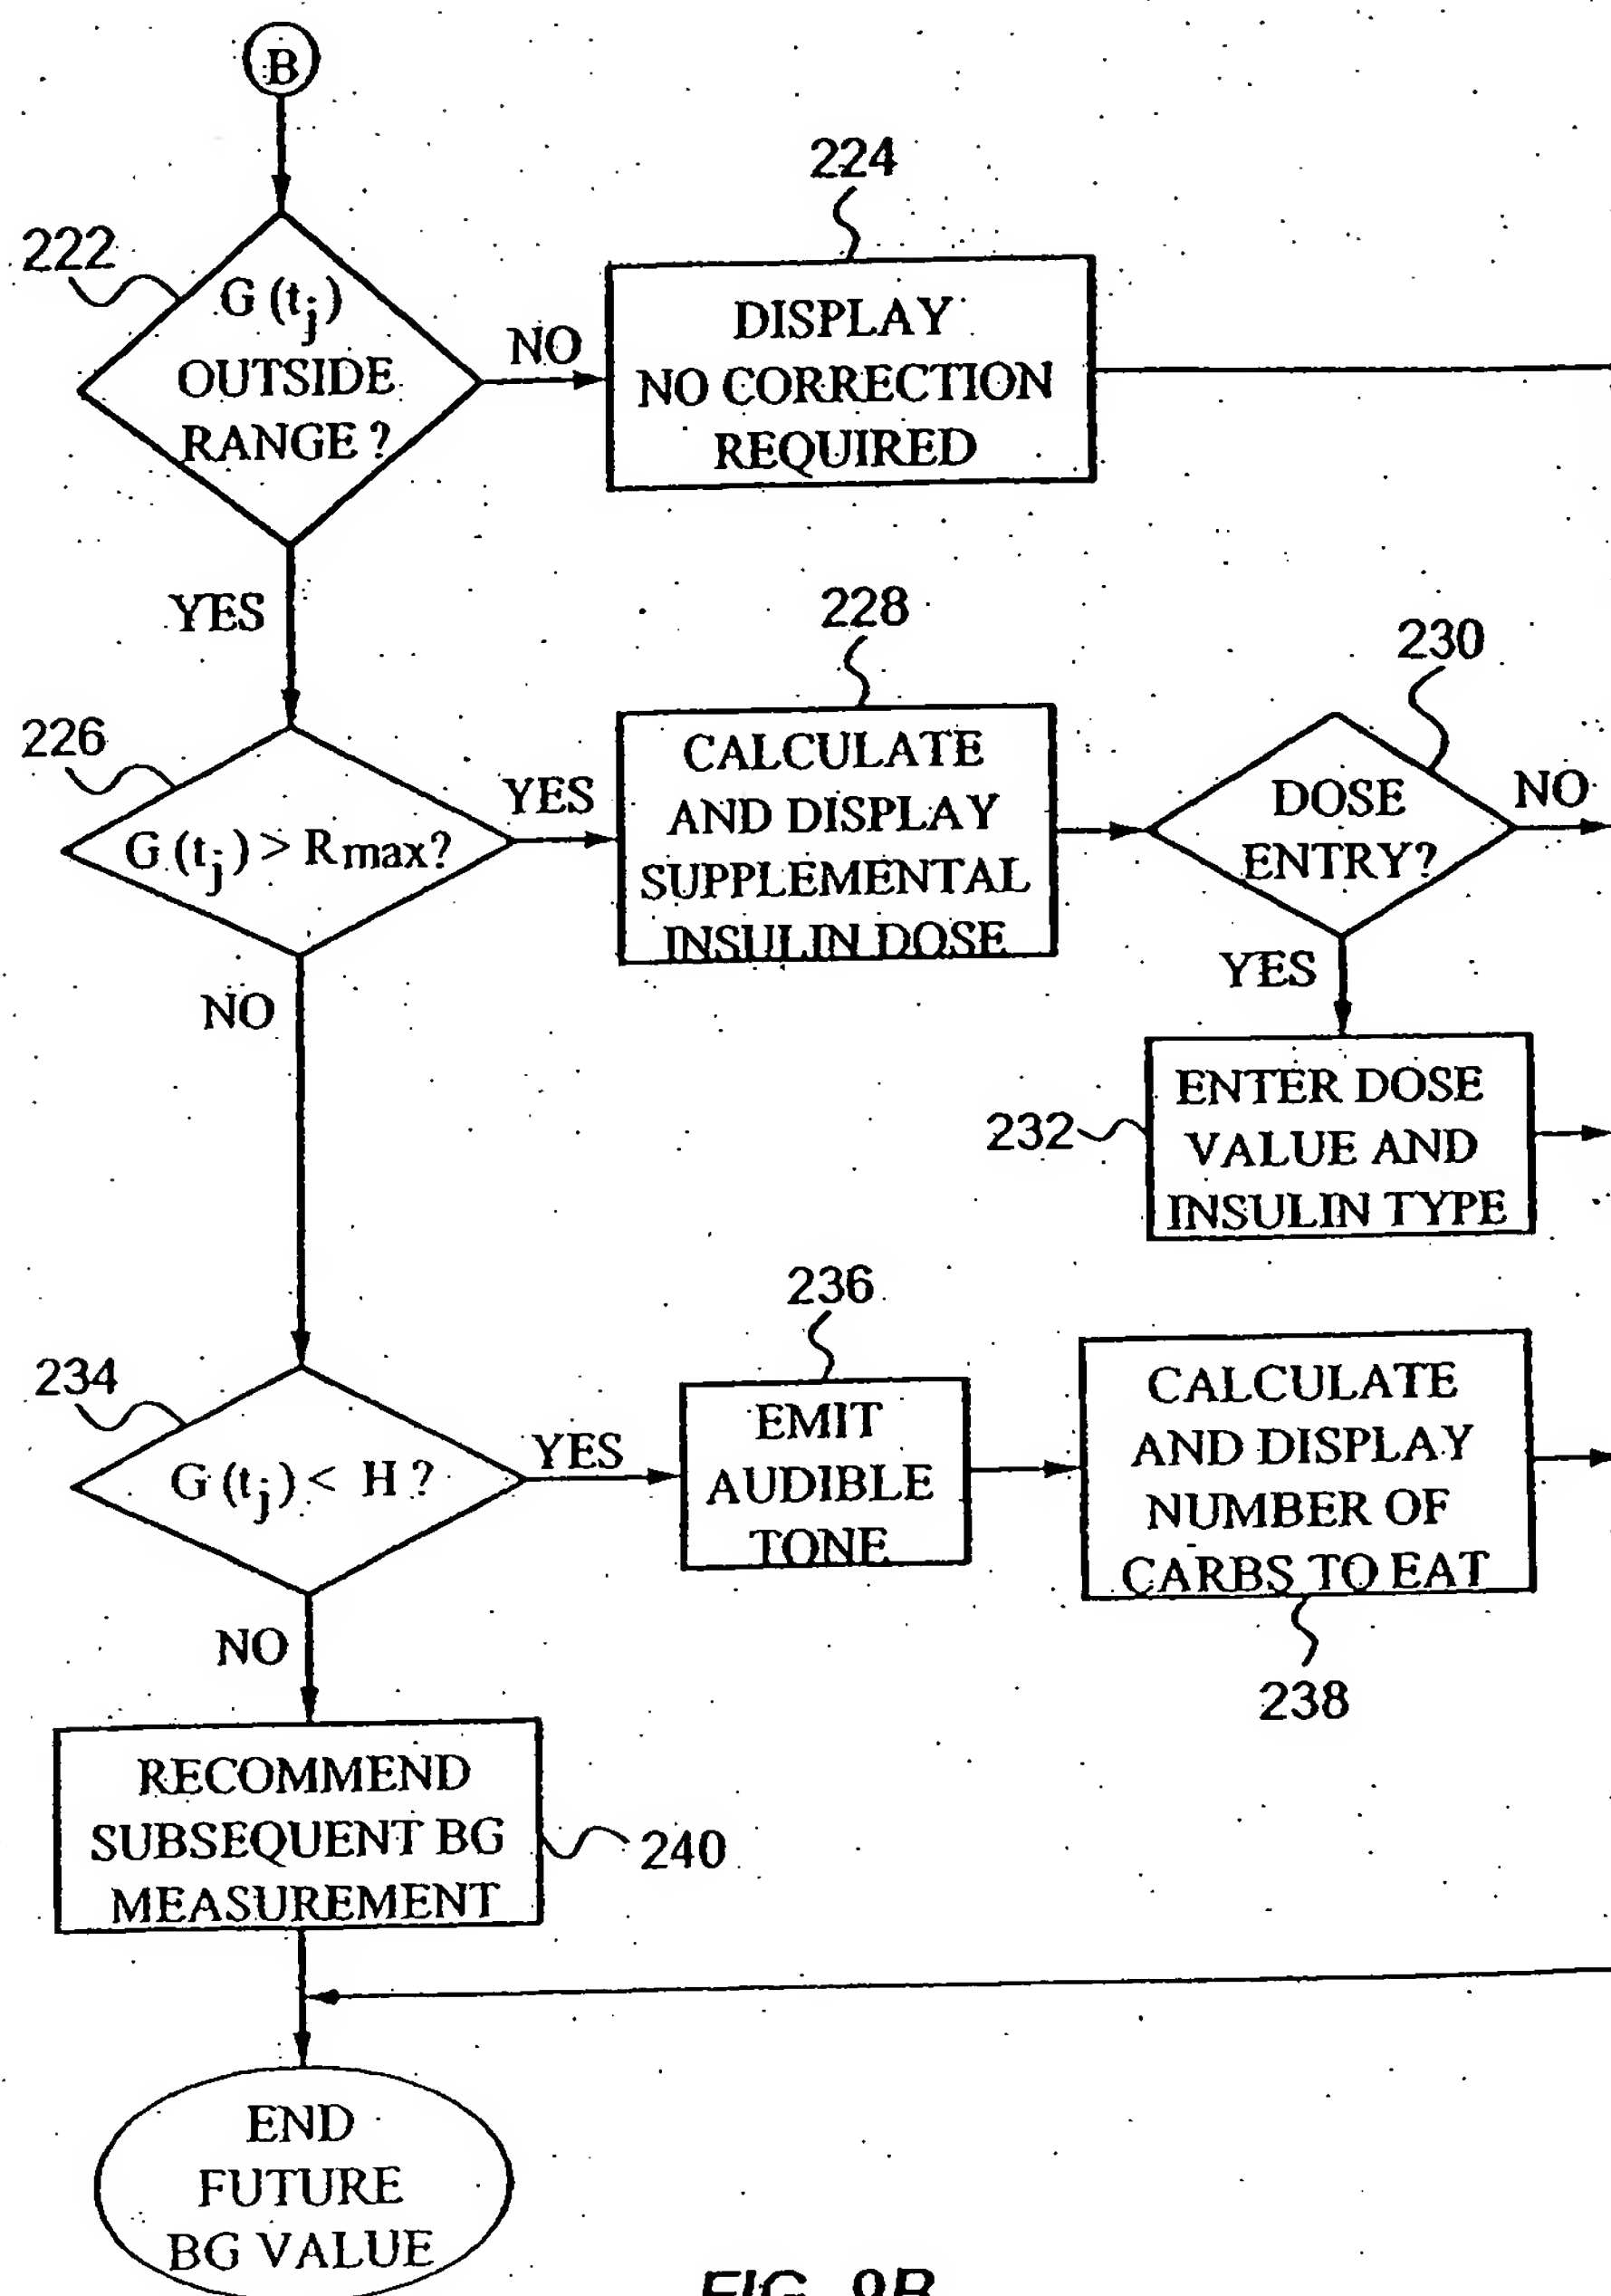 B
224
222
G (tj)
OUTSIDE
RANGE ?
NO
DISPLAY
NO CORRECTION
REQUIRED
YES
228
230
226
G (tj) > Rmax?
YES
CALCULATE
AND DISPLAY
SUPPLEMENTAL
INSULIN DOSE
DOSE
ENTRY?
NO
YES
NO
232
ENTER DOSE
VALUE AND
INSULIN TYPE
236
234
G (tj) < H ?
YES
EMIT
AUDIBLE
TONE
CALCULATE
AND DISPLAY
NUMBER OF
CARBS TO EAT
NO
238
RECOMMEND
SUBSEQUENT BG
MEASUREMENT
240
END
FUTURE
BG VALUE
FIG. 9B